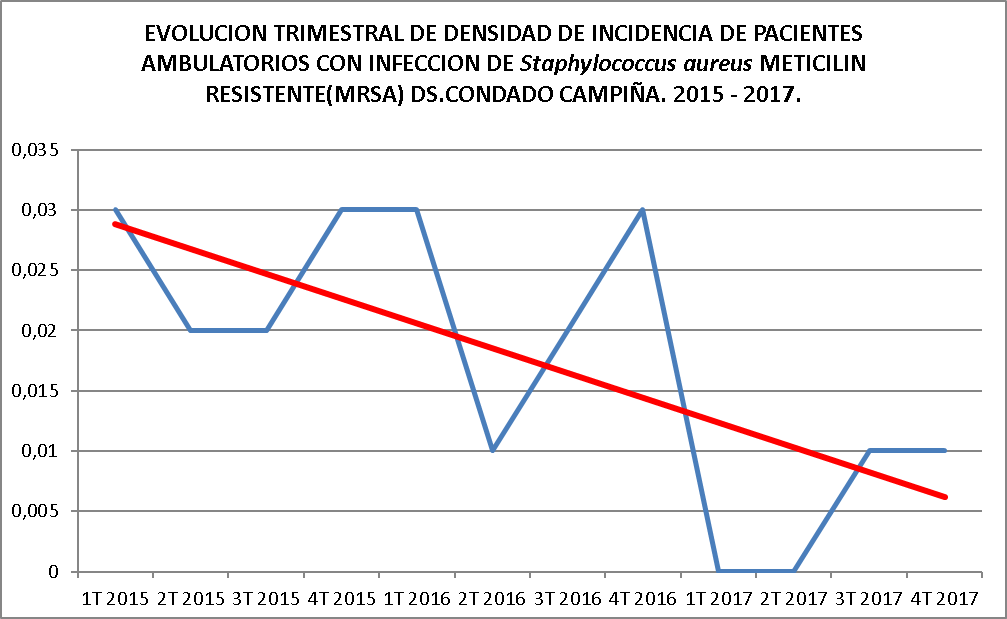 EVOLUCION TRIMESTRAL DE DENSIDAD DE INCIDENCIA DE PACIENTES
AMBULATORIOS CON INFECCION DE Staphylococcus aureus METICILIN
RESISTENTE(MRSA) DS.CONDADO CAMPIÑA. 2015 - 2017.
0,035
0,03
0,025
0,02
0,015
0,01
0,005
0
1T 2015 2T 2015 3T 2015 4T 2015 1T 2016 2T 2016 3T 2016 4T 2016 1T 2017 2T 2017 3T 2017 4T 2017